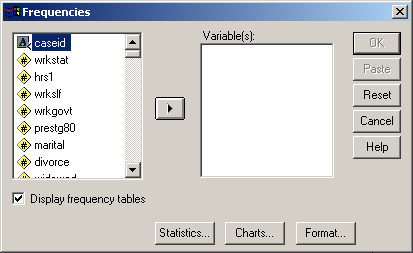 Frequencies
caseid
wrkstat
hrs1
wrkslf
wrkgovt
prestg80
marital
divorce
widowed
Variable(s):
OK
Paste
Reset
Cancel
Help
Display frequency tables
Statistics...
Charts...
Format...